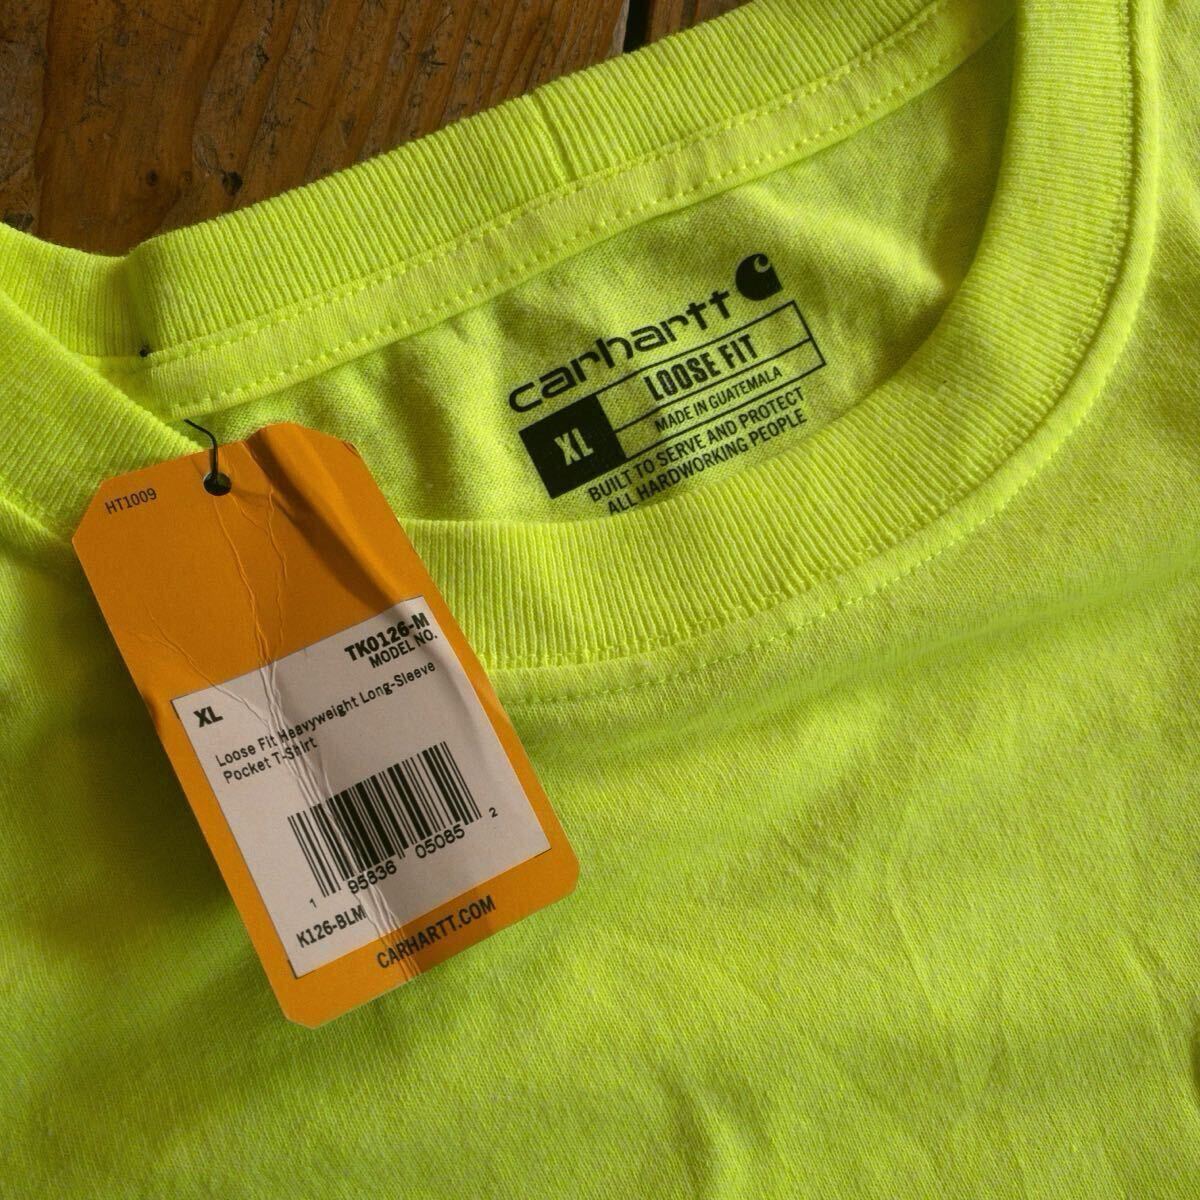 carhartt
XL
LOOSE FIT
MADE IN GUATEMALA
BUILT TO SERVE AND PROTECT
ALL HARDWORKING PEOPLE
HT1009
TK0126-M
MODEL NO.
XL
Loose Fit Heavyweight Long-Sleeve
Pocket T-Shirt
1 95836 05085 2
K126-BLM
CARHARTT.COM